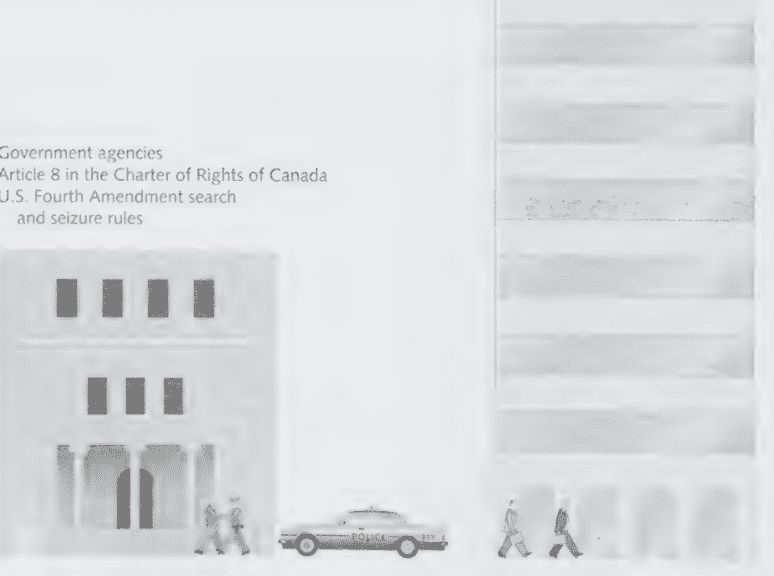 Government agencies
Article 8 in the Charter of Rights of Canada
U.S. Fourth Amendment search
and seizure rules
POLICE